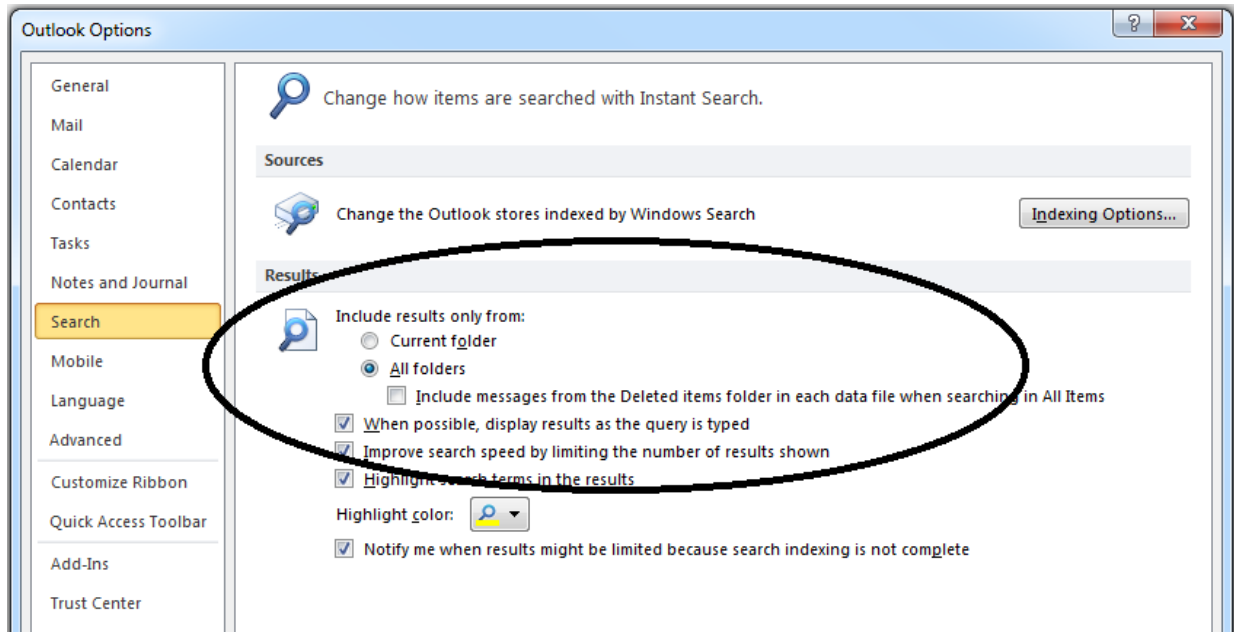 Outlook Options
General
Mail
Calendar
Contacts
Tasks
Notes and Journal
Search
Mobile
Language
Advanced
Customize Ribbon
Quick Access Toolbar
Add-Ins
Trust Center
Change how items are searched with Instant Search.
Sources
Change the Outlook stores indexed by Windows Search
Indexing Options...
Results
Include results only from:
Current folder
All folders
Include messages from the Deleted items folder in each data file when searching in All Items
When possible, display results as the query is typed
Improve search speed by limiting the number of results shown
Highlight search terms in the results
Highlight color:
Notify me when results might be limited because search indexing is not complete